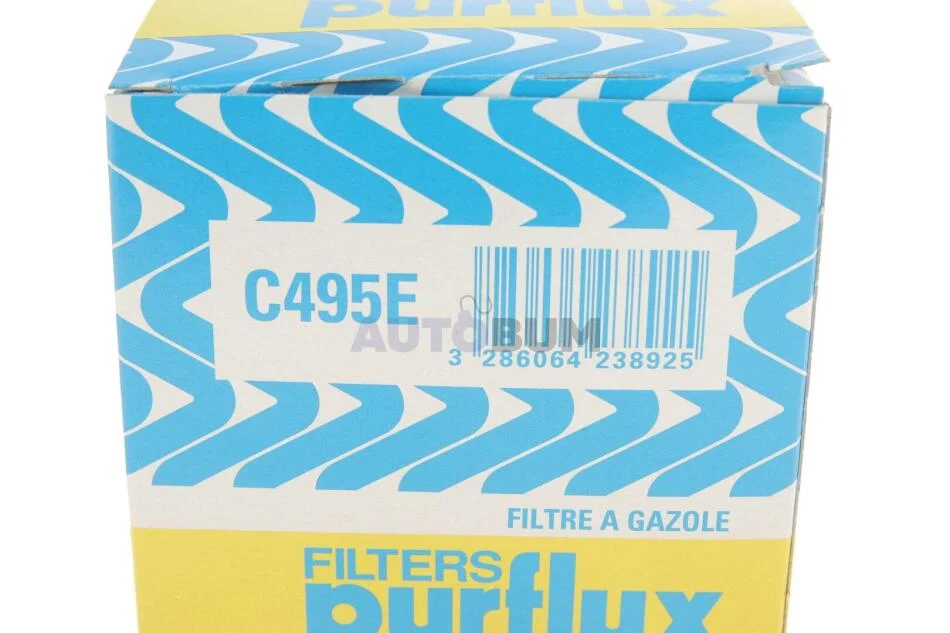 purflux
C495E
AUTOBUM
3 286064 238925
FILTRE A GAZOLE
FILTERS
purflux